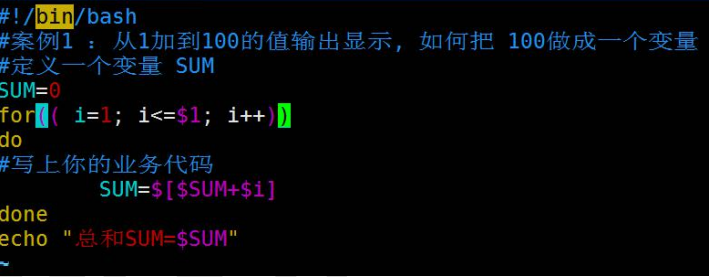 #!/bin/bash
#案例1 ：从1加到100的值输出显示, 如何把 100做成一个变量
#定义一个变量 SUM
SUM=0
for(( i=1; i<=$1; i++))
do
#写上你的业务代码
        SUM=$[$SUM+$i]
done
echo "总和SUM=$SUM"
~